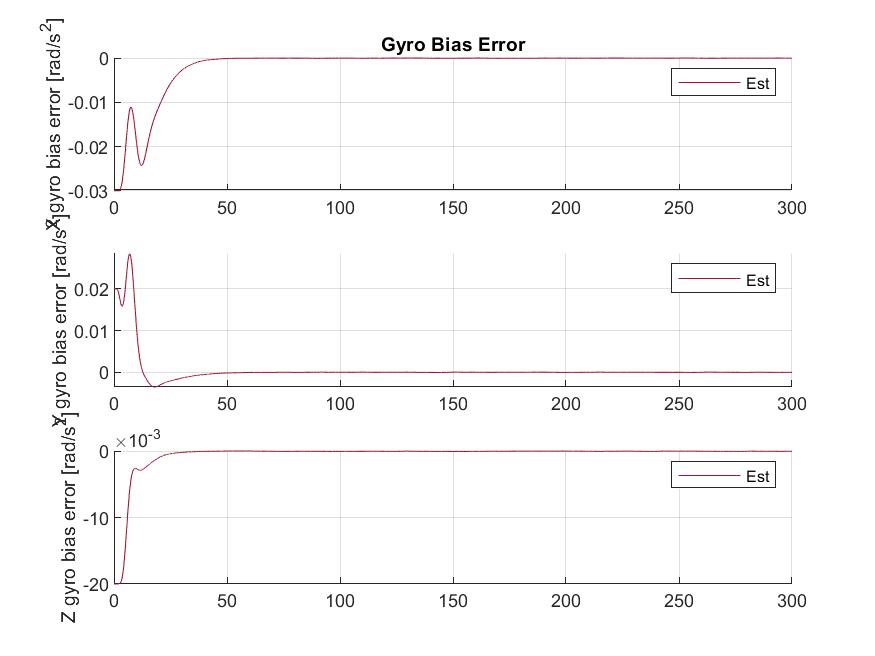 Gyro Bias Error
X gyro bias error [rad/s²]
0
-0.01
-0.02
-0.03
Est
0 50 100 150 200 250 300
Y gyro bias error [rad/s²]
0.02
0.01
0
Est
0 50 100 150 200 250 300
Z gyro bias error [rad/s²]
×10⁻³
0
-10
-20
Est
0 50 100 150 200 250 300